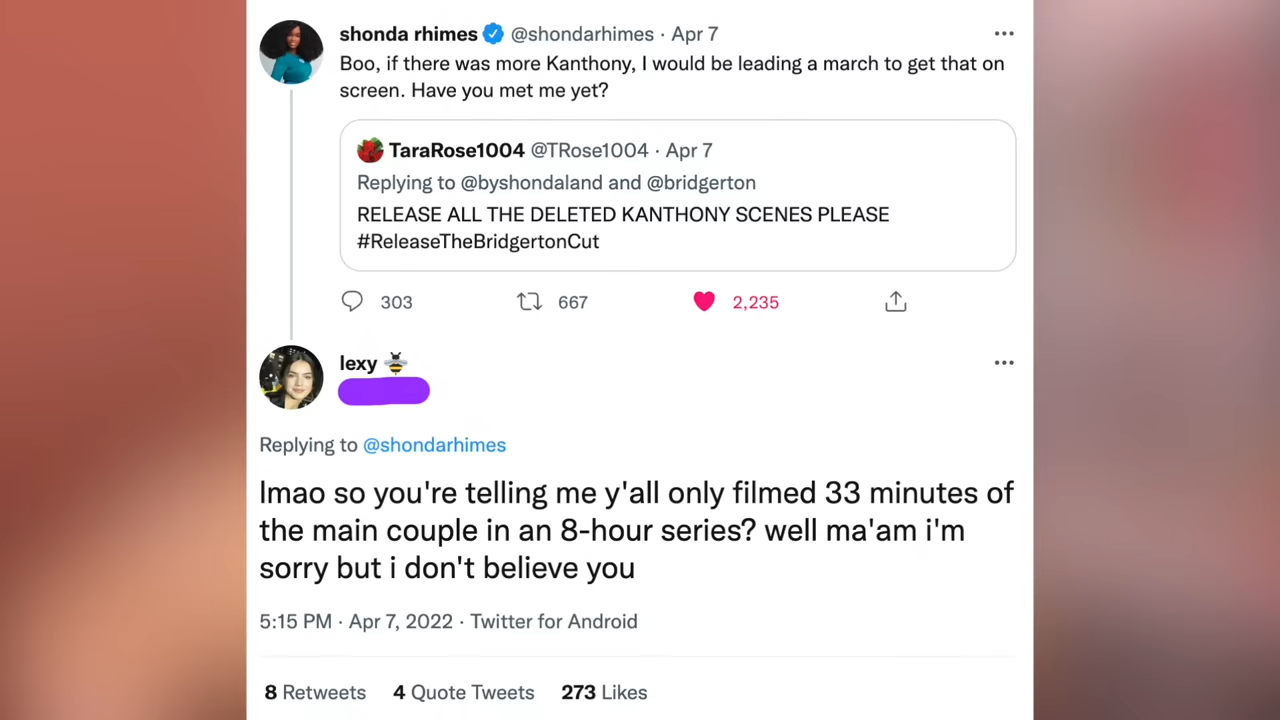 shonda rhimes @shondarhimes · Apr 7
Boo, if there was more Kanthony, I would be leading a march to get that on
screen. Have you met me yet?
TaraRose1004 @TRose1004 · Apr 7
Replying to @byshondaland and @bridgerton
RELEASE ALL THE DELETED KANTHONY SCENES PLEASE
#ReleaseTheBridgertonCut
303 667 2,235
lexy 🐝
Replying to @shondarhimes
lmao so you're telling me y'all only filmed 33 minutes of
the main couple in an 8-hour series? well ma'am i'm
sorry but i don't believe you
5:15 PM · Apr 7, 2022 · Twitter for Android
8 Retweets 4 Quote Tweets 273 Likes